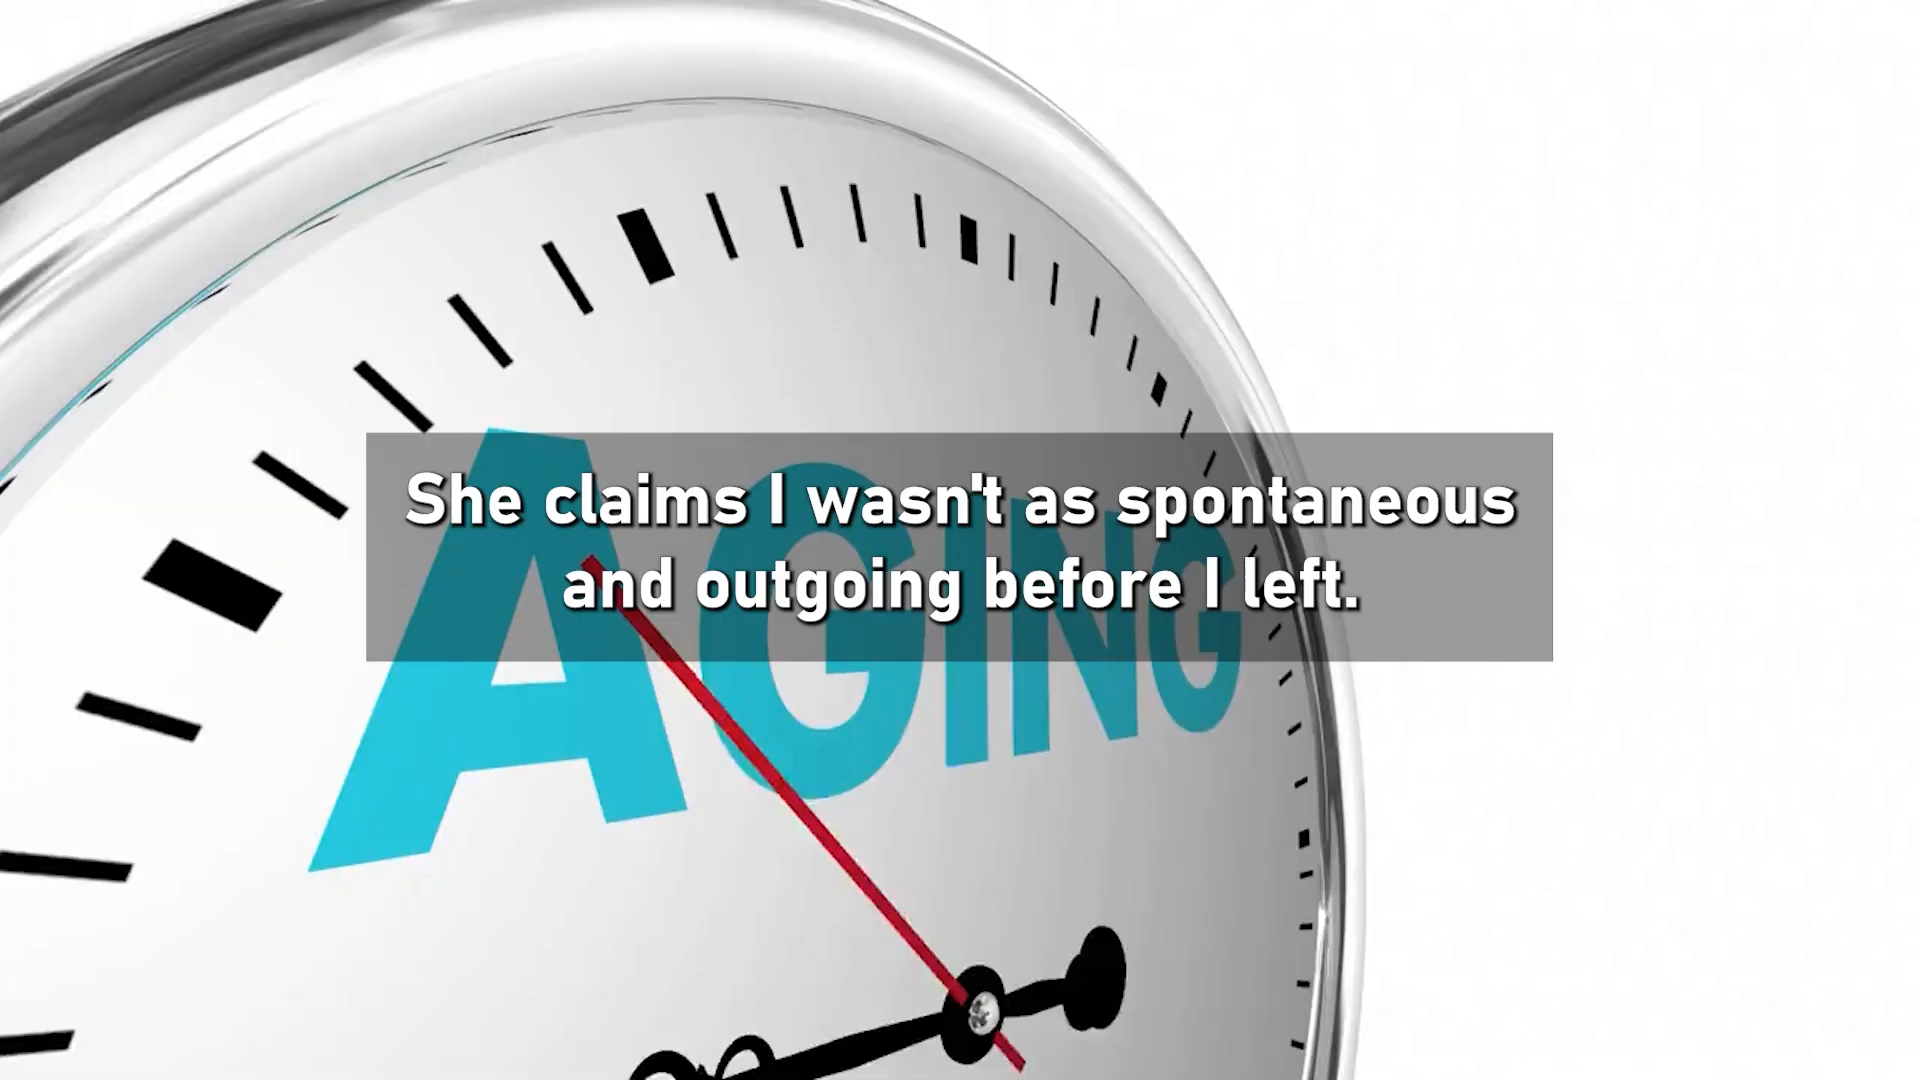 She claims I wasn't as spontaneous
and outgoing before I left.
AGING